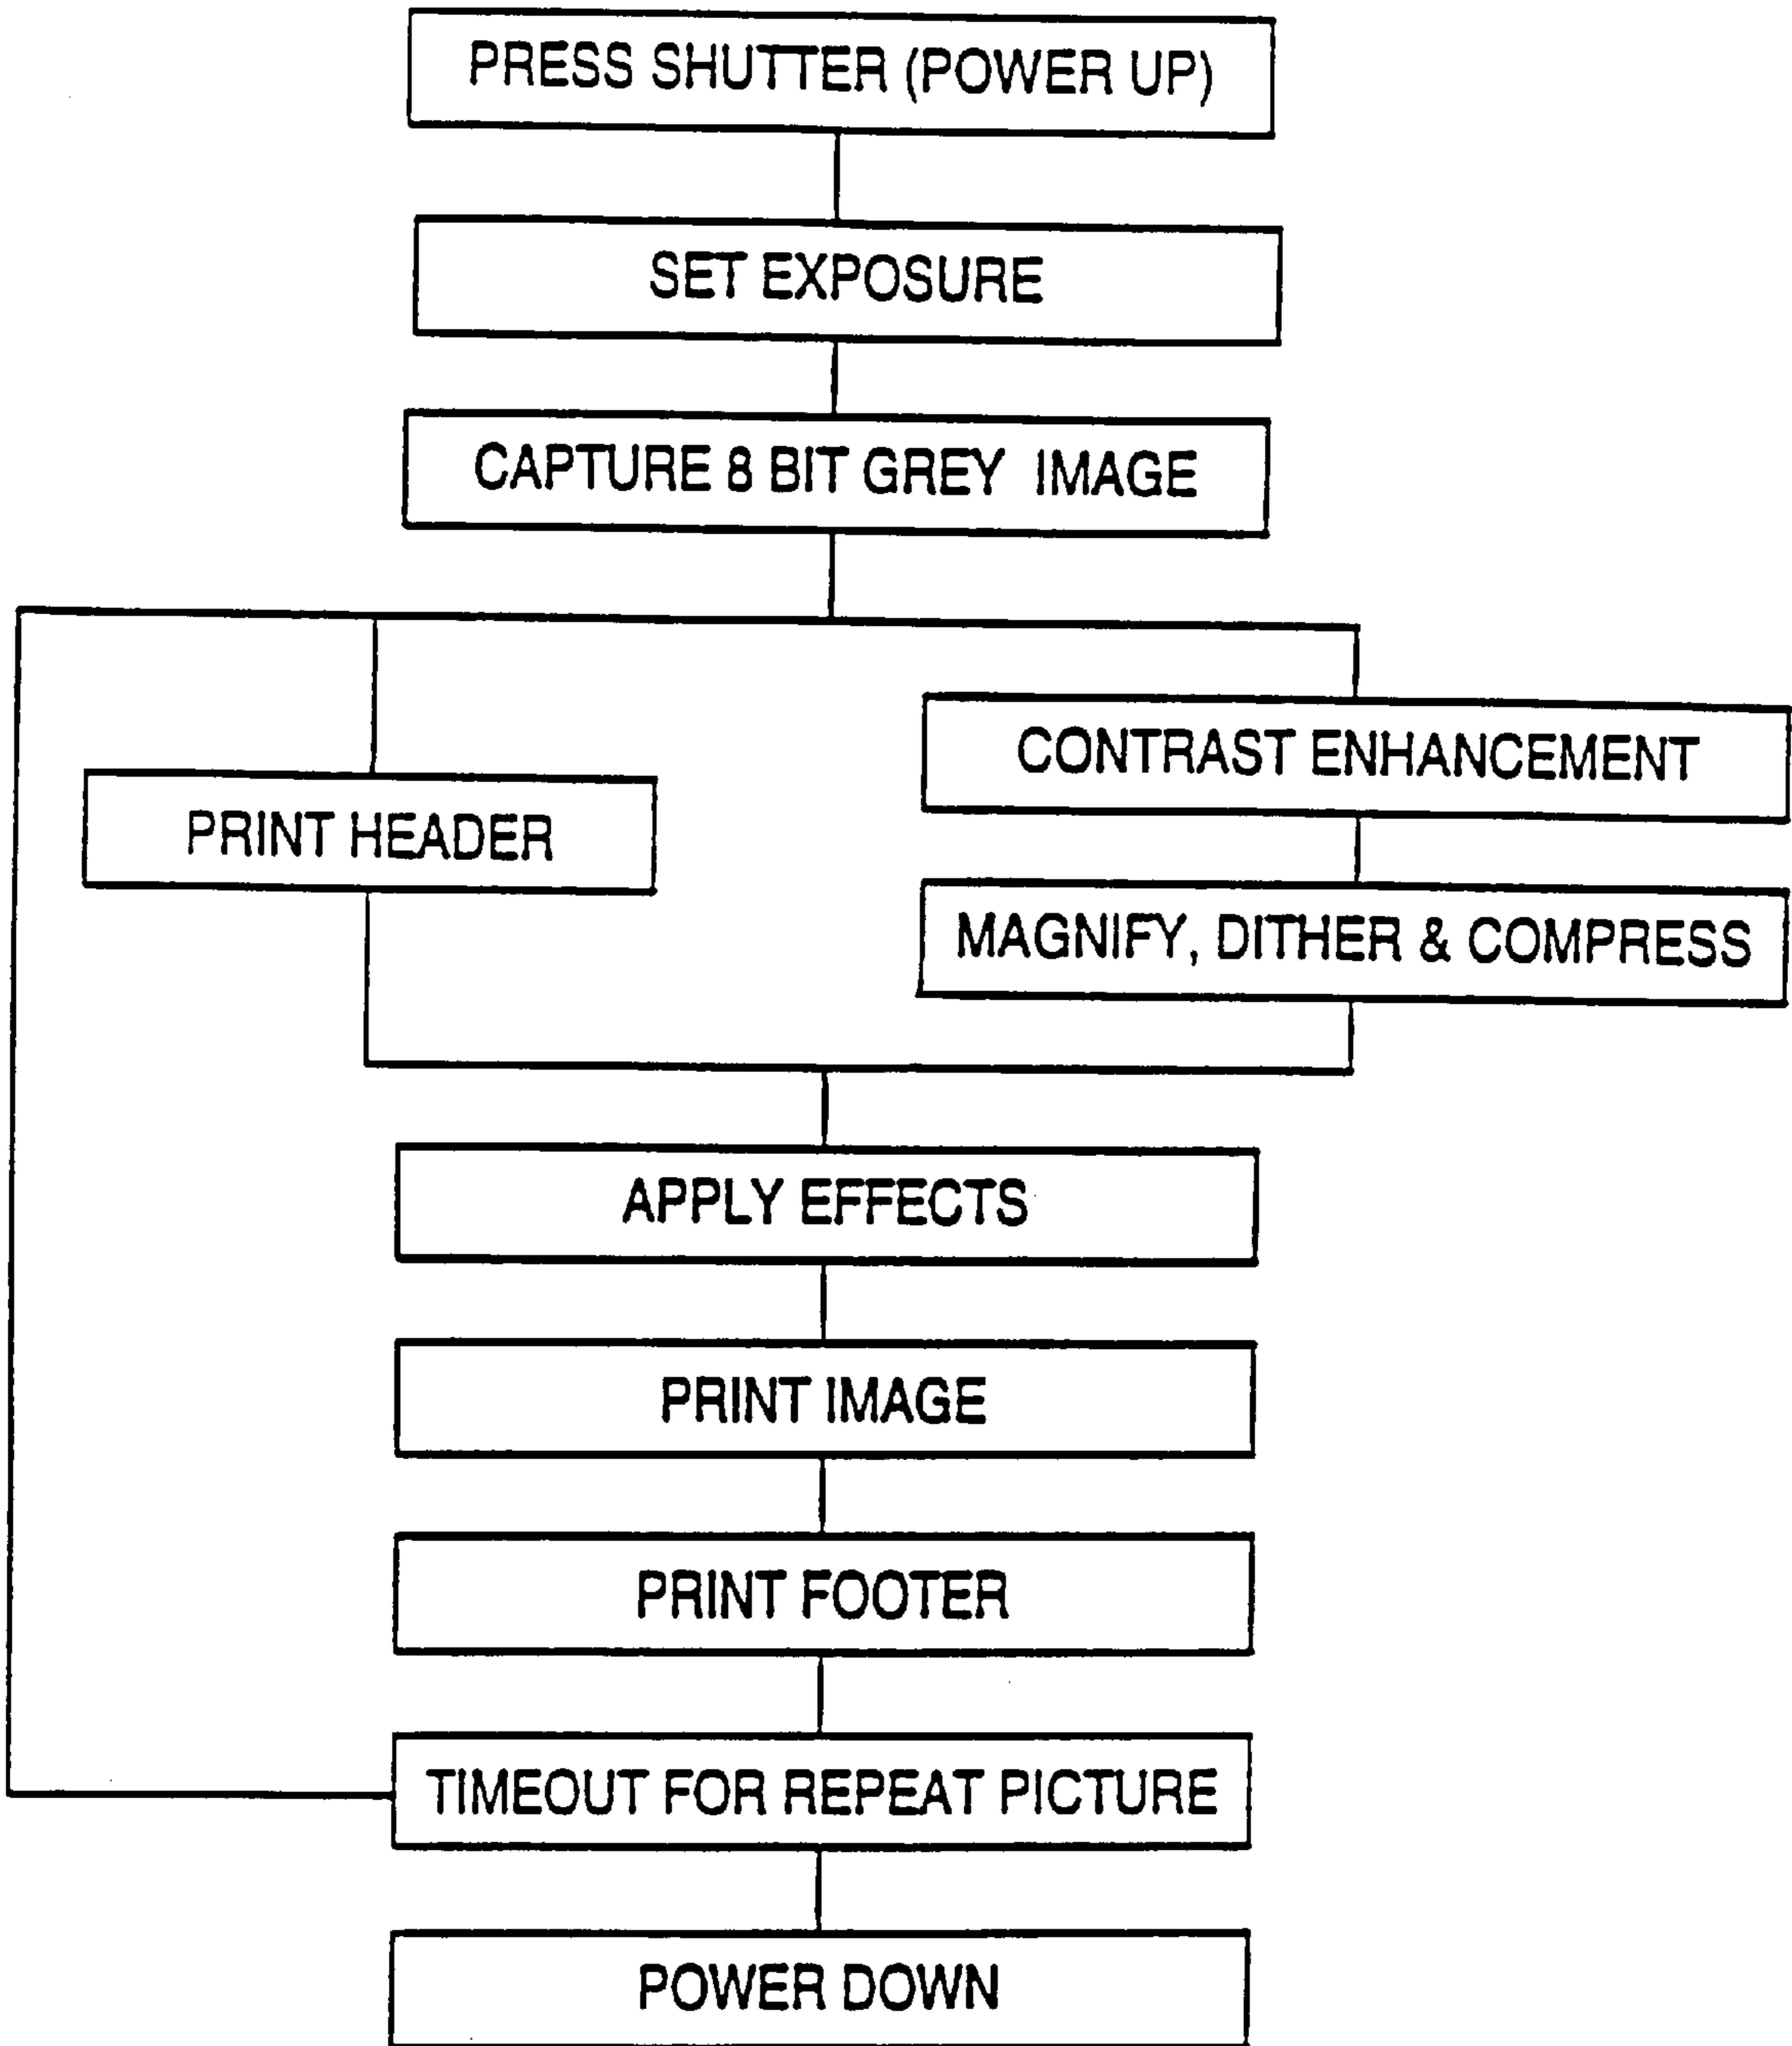 PRESS SHUTTER (POWER UP)
SET EXPOSURE
CAPTURE 8 BIT GREY IMAGE
CONTRAST ENHANCEMENT
PRINT HEADER
MAGNIFY, DITHER & COMPRESS
APPLY EFFECTS
PRINT IMAGE
PRINT FOOTER
TIMEOUT FOR REPEAT PICTURE
POWER DOWN